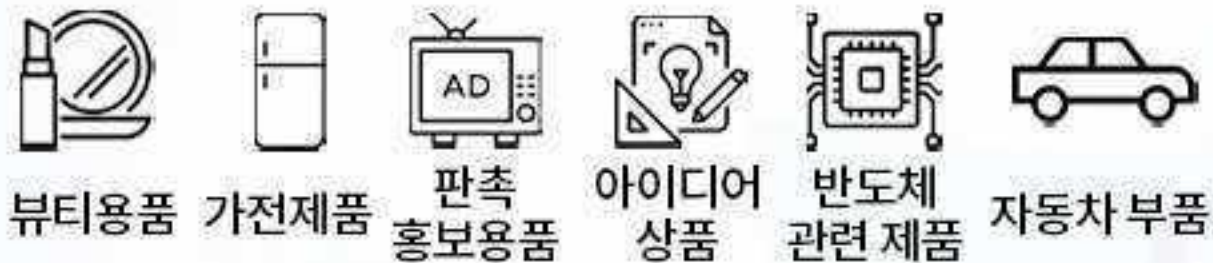 AD
뷰티용품
가전제품
판촉
홍보용품
아이디어
상품
반도체
관련 제품
자동차 부품